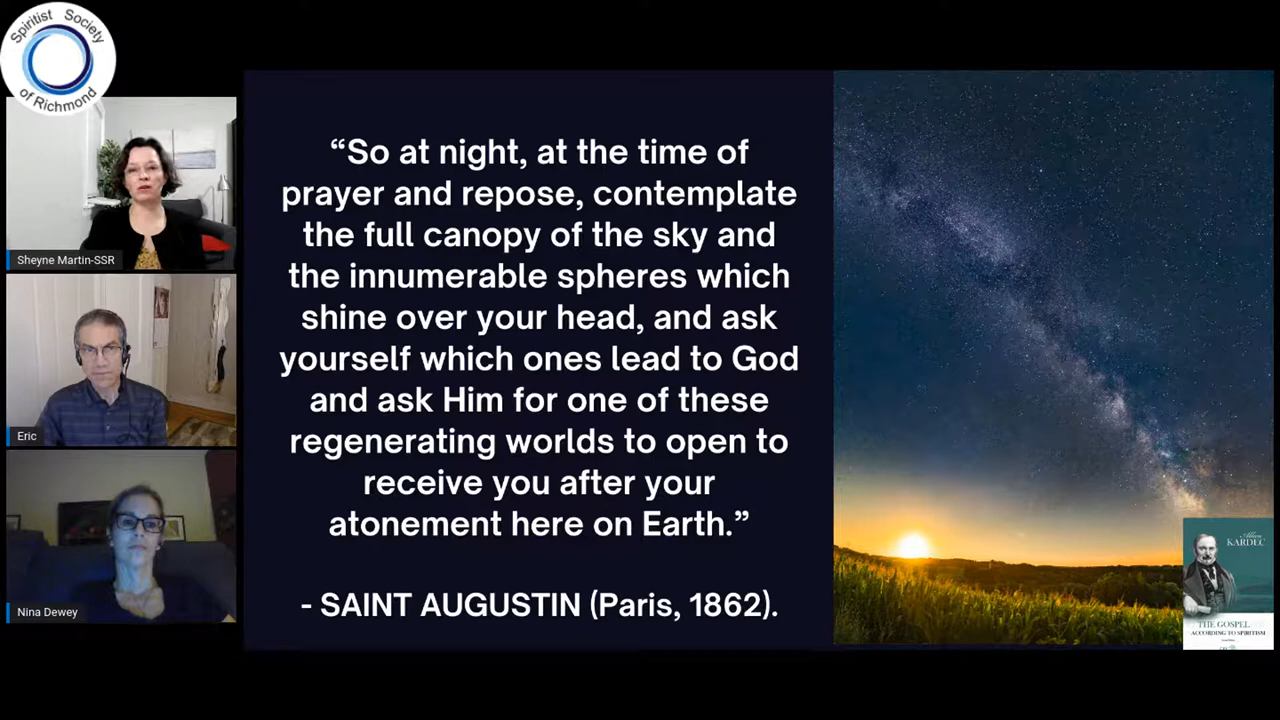 Spiritist Society
of Richmond
Sheyne Martin-SSR
Eric
Nina Dewey
“So at night, at the time of
prayer and repose, contemplate
the full canopy of the sky and
the innumerable spheres which
shine over your head, and ask
yourself which ones lead to God
and ask Him for one of these
regenerating worlds to open to
receive you after your
atonement here on Earth.”
- SAINT AUGUSTIN (Paris, 1862).
Allan
KARDEC
THE GOSPEL
ACCORDING TO SPIRITISM